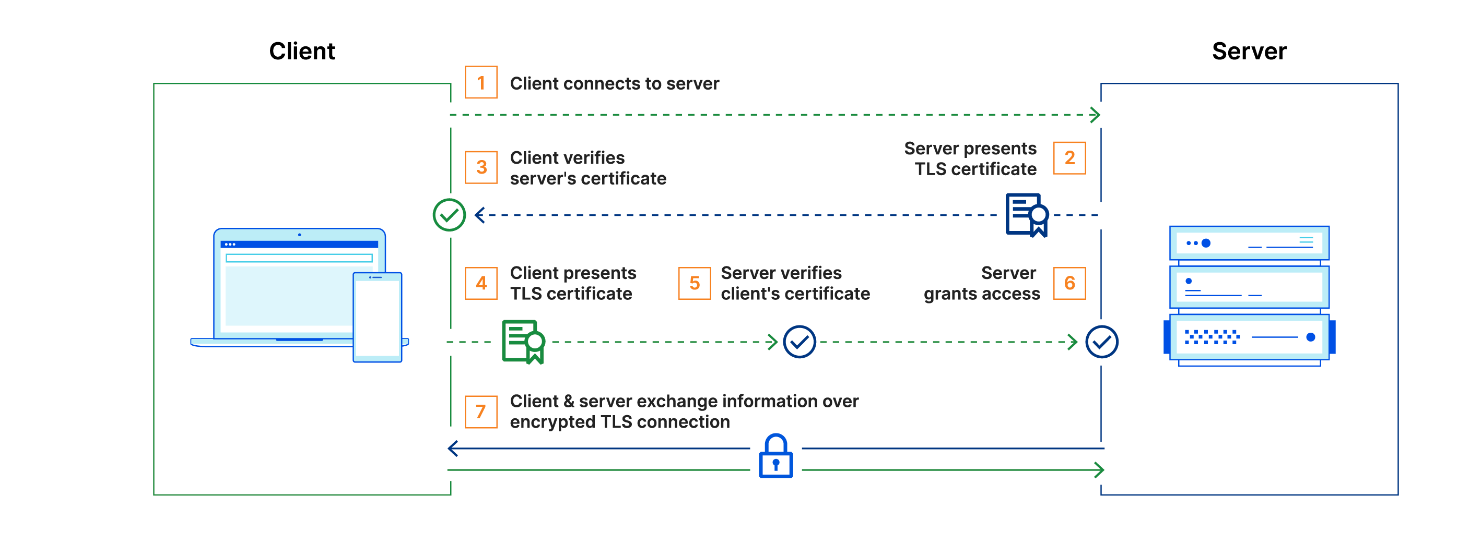 Client
Server
1
Client connects to server
Server presents
TLS certificate
2
3
Client verifies
server's certificate
4
Client presents
TLS certificate
5
Server verifies
client's certificate
Server
grants access
6
7
Client & server exchange information over
encrypted TLS connection